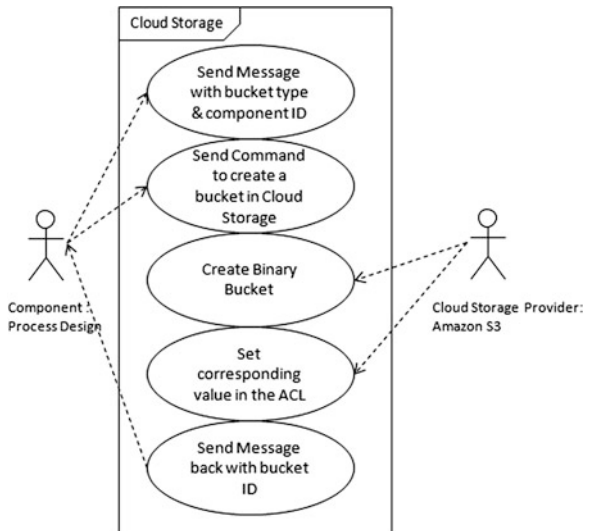 Cloud Storage
Send Message
with bucket type
& component ID
Send Command
to create a
bucket in Cloud
Storage
Create Binary
Bucket
Component :
Process Design
Cloud Storage Provider:
Amazon S3
Set
corresponding
value in the ACL
Send Message
back with bucket
ID